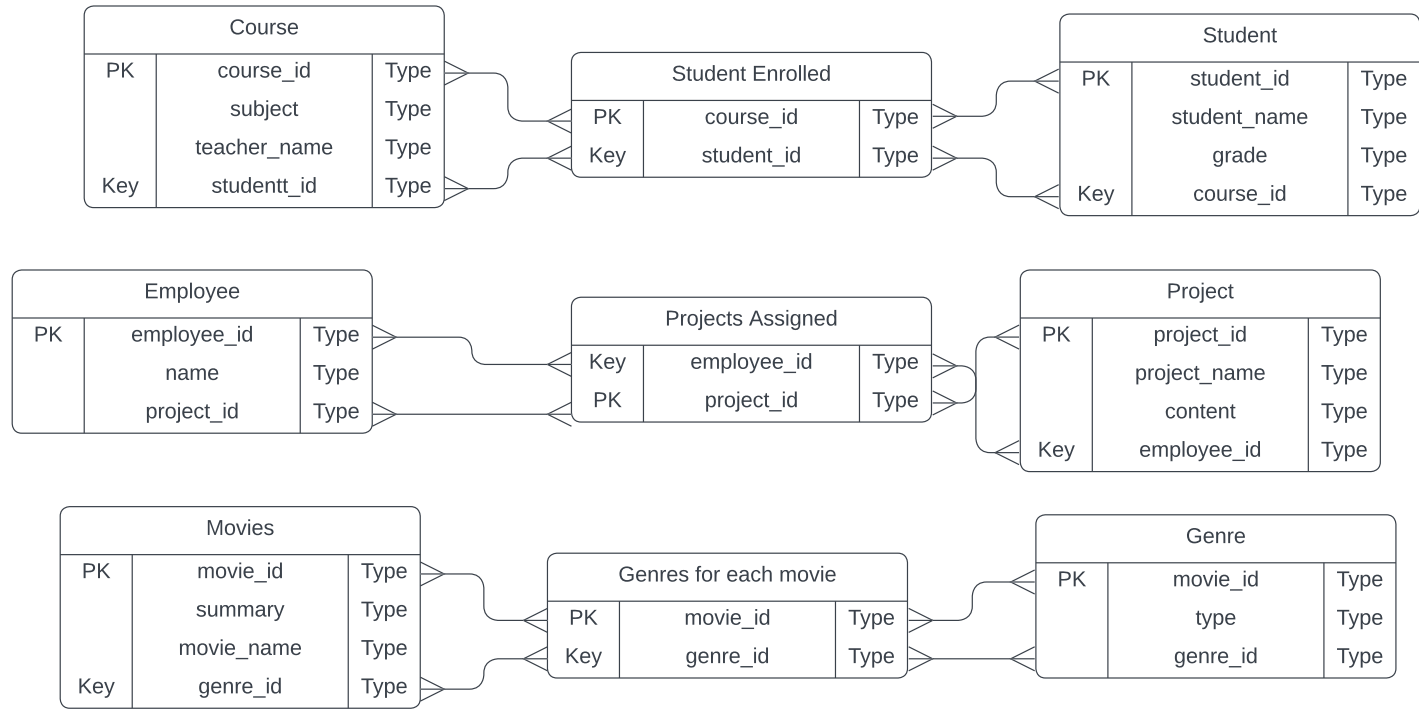 Course
PK course_id Type
subject Type
teacher_name Type
Key studentt_id Type
Student Enrolled
PK course_id Type
Key student_id Type
Student
PK student_id Type
student_name Type
grade Type
Key course_id Type
Employee
PK employee_id Type
name Type
project_id Type
Projects Assigned
Key employee_id Type
PK project_id Type
Project
PK project_id Type
project_name Type
content Type
Key employee_id Type
Movies
PK movie_id Type
summary Type
movie_name Type
Key genre_id Type
Genres for each movie
PK movie_id Type
Key genre_id Type
Genre
PK movie_id Type
type Type
genre_id Type